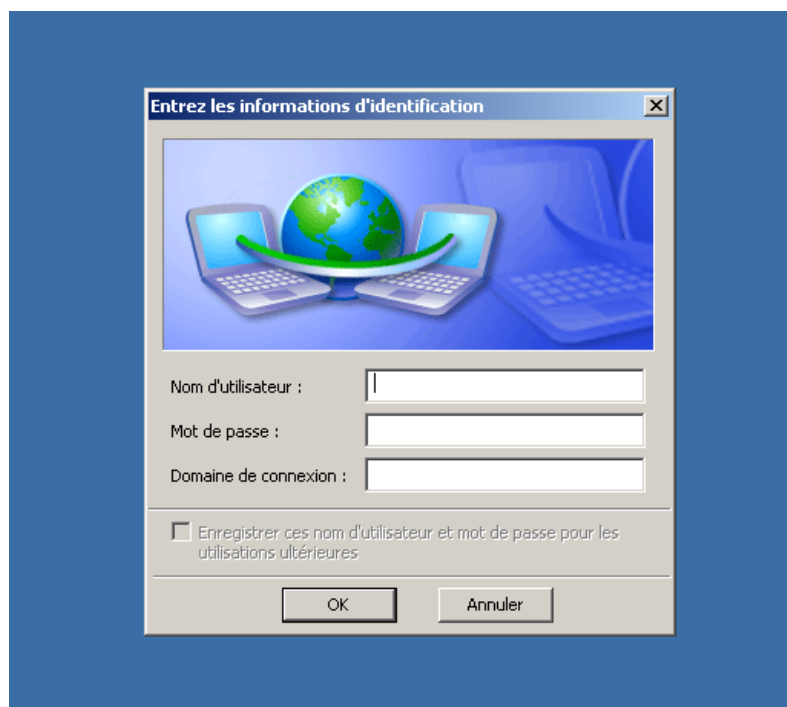 Entrez les informations d'identification
Nom d'utilisateur :
Mot de passe :
Domaine de connexion :
Enregistrer ces nom d'utilisateur et mot de passe pour les
utilisations ultérieures
OK
Annuler